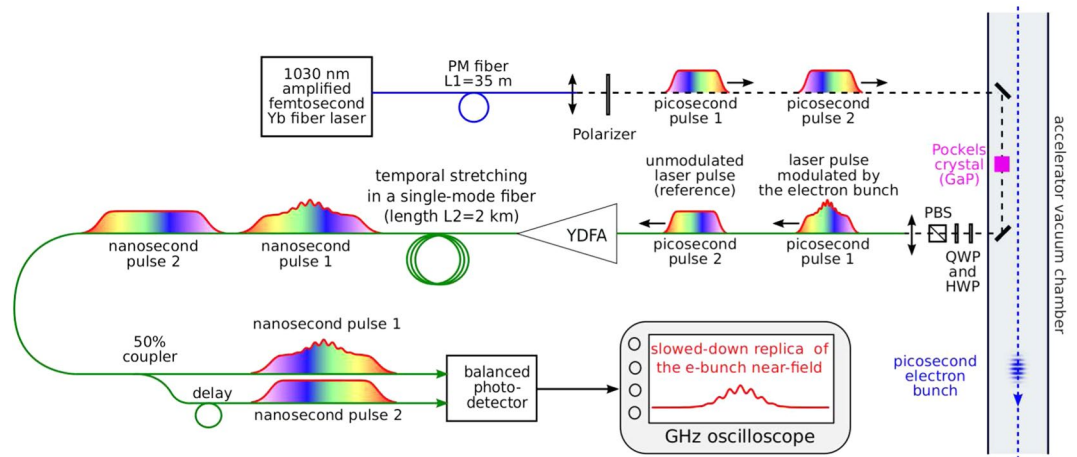 1030 nm
amplified
femtosecond
Yb fiber laser
PM fiber
L1=35 m
Polarizer
picosecond
pulse 1
picosecond
pulse 2
accelerator vacuum chamber
Pockels
crystal
(GaP)
temporal stretching
in a single-mode fiber
(length L2=2 km)
unmodulated
laser pulse
(reference)
laser pulse
modulated by
the electron bunch
YDFA
PBS
QWP
and
HWP
nanosecond
pulse 2
nanosecond
pulse 1
picosecond
pulse 2
picosecond
pulse 1
50%
coupler
delay
nanosecond pulse 1
nanosecond pulse 2
balanced
photo-
detector
slowed-down replica of
the e-bunch near-field
GHz oscilloscope
picosecond
electron
bunch